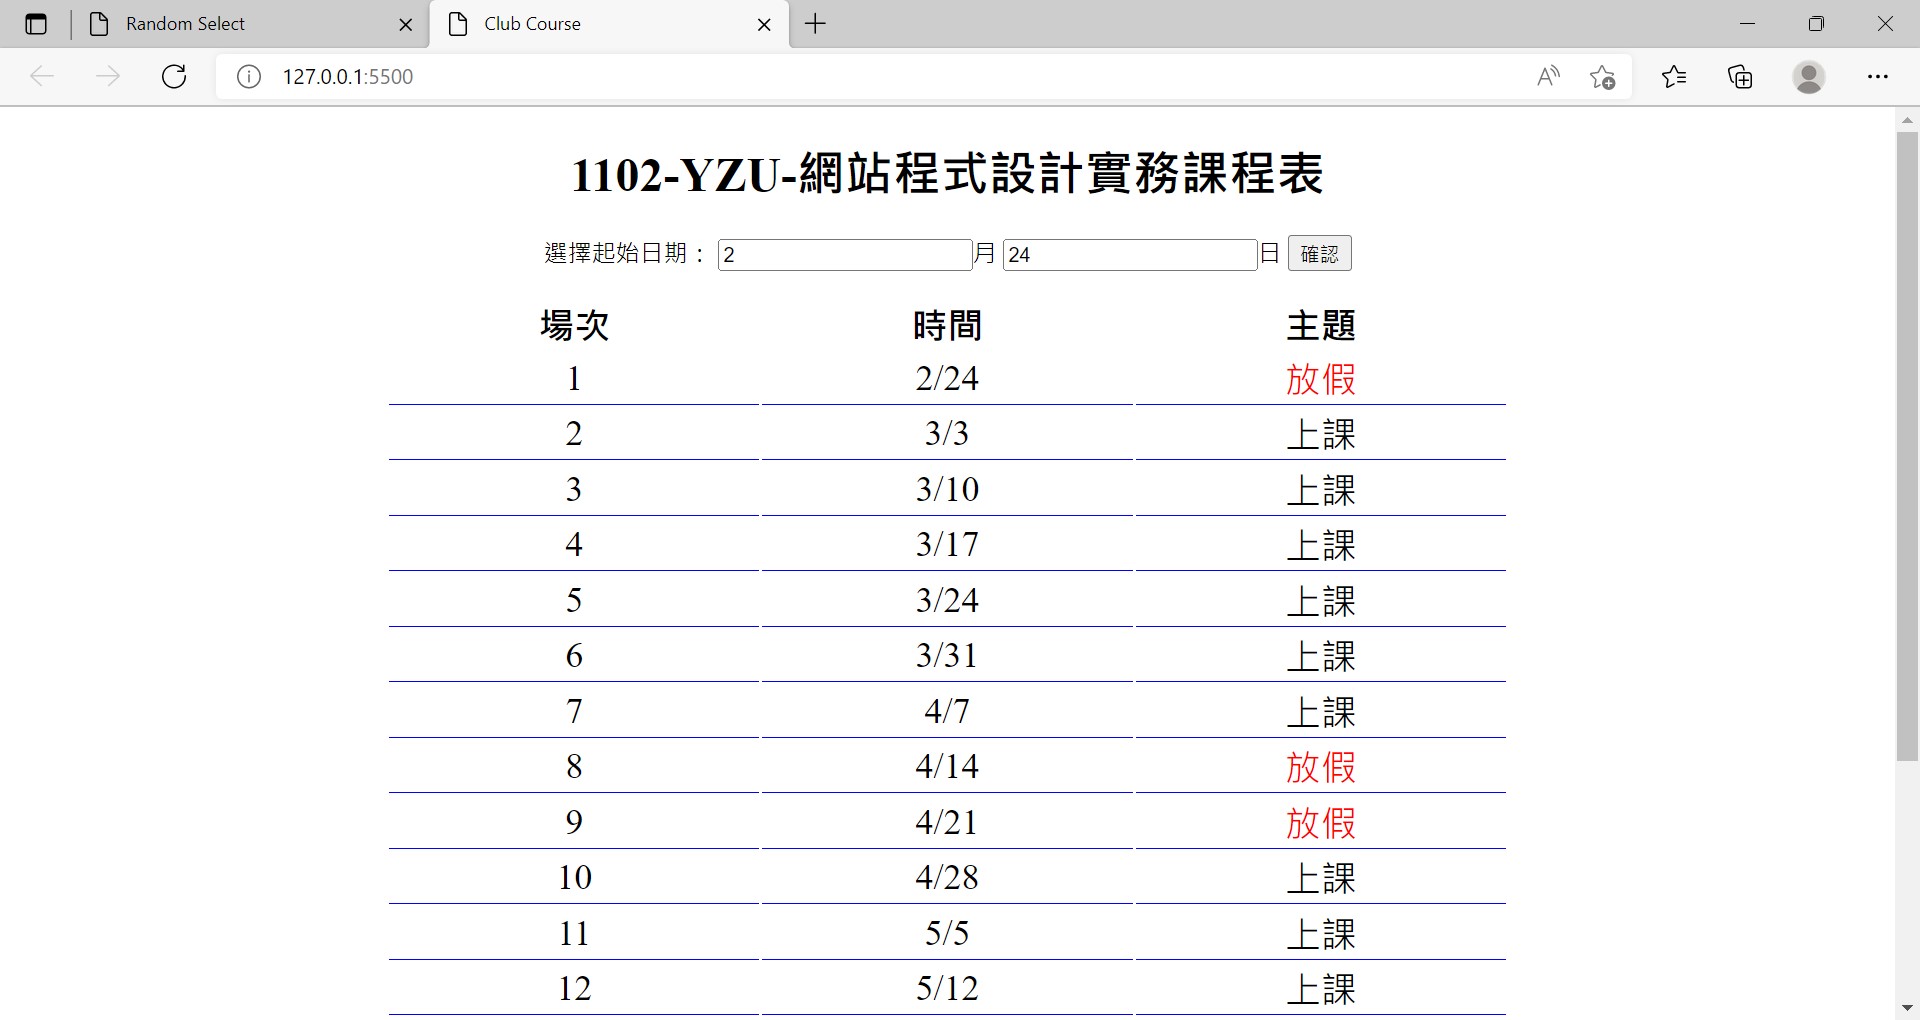 Random Select
Club Course
127.0.0.1:5500
1102-YZU-網站程式設計實務課程表
選擇起始日期： 2 月 24 日 確認
場次 時間 主題
1 2/24 放假
2 3/3 上課
3 3/10 上課
4 3/17 上課
5 3/24 上課
6 3/31 上課
7 4/7 上課
8 4/14 放假
9 4/21 放假
10 4/28 上課
11 5/5 上課
12 5/12 上課